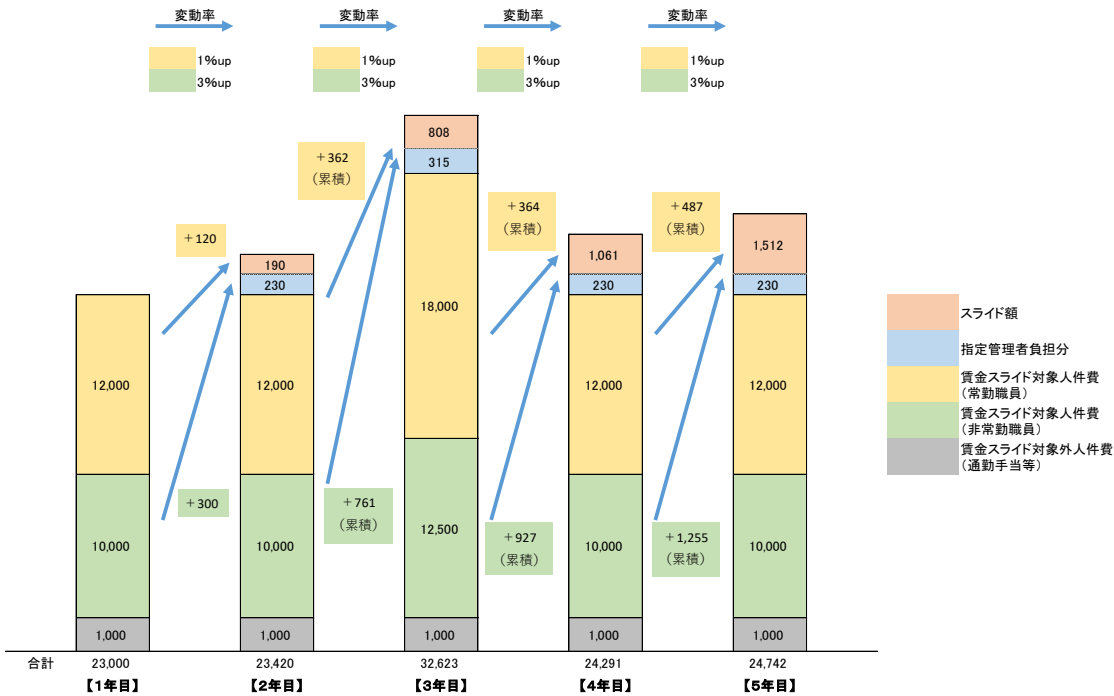 変動率
変動率
変動率
変動率
1%up
3%up
1%up
3%up
1%up
3%up
1%up
3%up
12,000
10,000
1,000
＋120
＋300
190
230
12,000
10,000
1,000
＋362
（累積）
＋761
（累積）
808
315
18,000
12,500
1,000
＋364
（累積）
＋927
（累積）
1,061
230
12,000
10,000
1,000
＋487
（累積）
＋1,255
（累積）
1,512
230
12,000
10,000
1,000
スライド額
指定管理者負担分
賃金スライド対象人件費
（常勤職員）
賃金スライド対象人件費
（非常勤職員）
賃金スライド対象外人件費
（通勤手当等）
合計 23,000 23,420 32,623 24,291 24,742
【1年目】 【2年目】 【3年目】 【4年目】 【5年目】